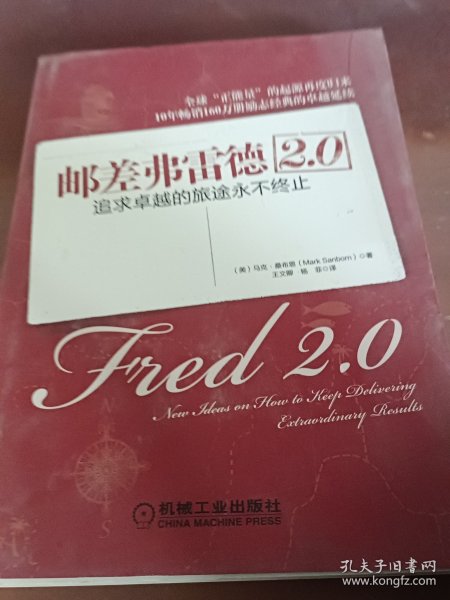 全球“正能量”的起源再度归来
10年畅销160万册励志经典的卓越延续
邮差弗雷德2.0
追求卓越的旅途永不终止
（美）马克·桑布恩（Mark Sanborn）◎著
王文卿 杨菲◎译
Fred 2.0
New Ideas on How to Keep Delivering
Extraordinary Results
机械工业出版社
CHINA MACHINE PRESS
孔夫子旧书网
www.kongfz.com